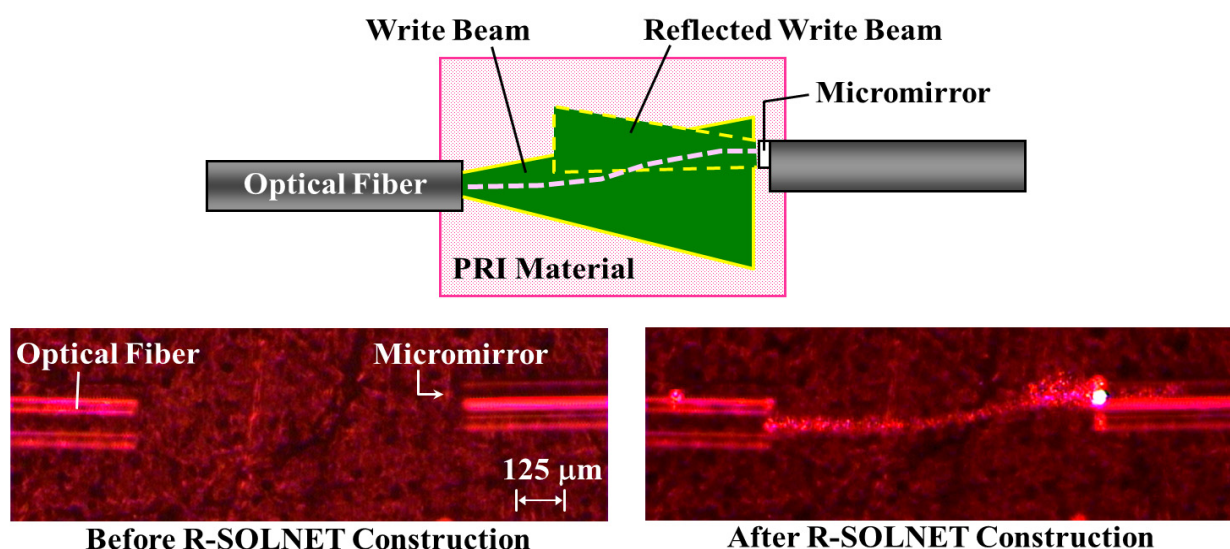 Write Beam
Reflected Write Beam
Micromirror
Optical Fiber
PRI Material
Optical Fiber
Micromirror
125 μm
Before R-SOLNET Construction
After R-SOLNET Construction